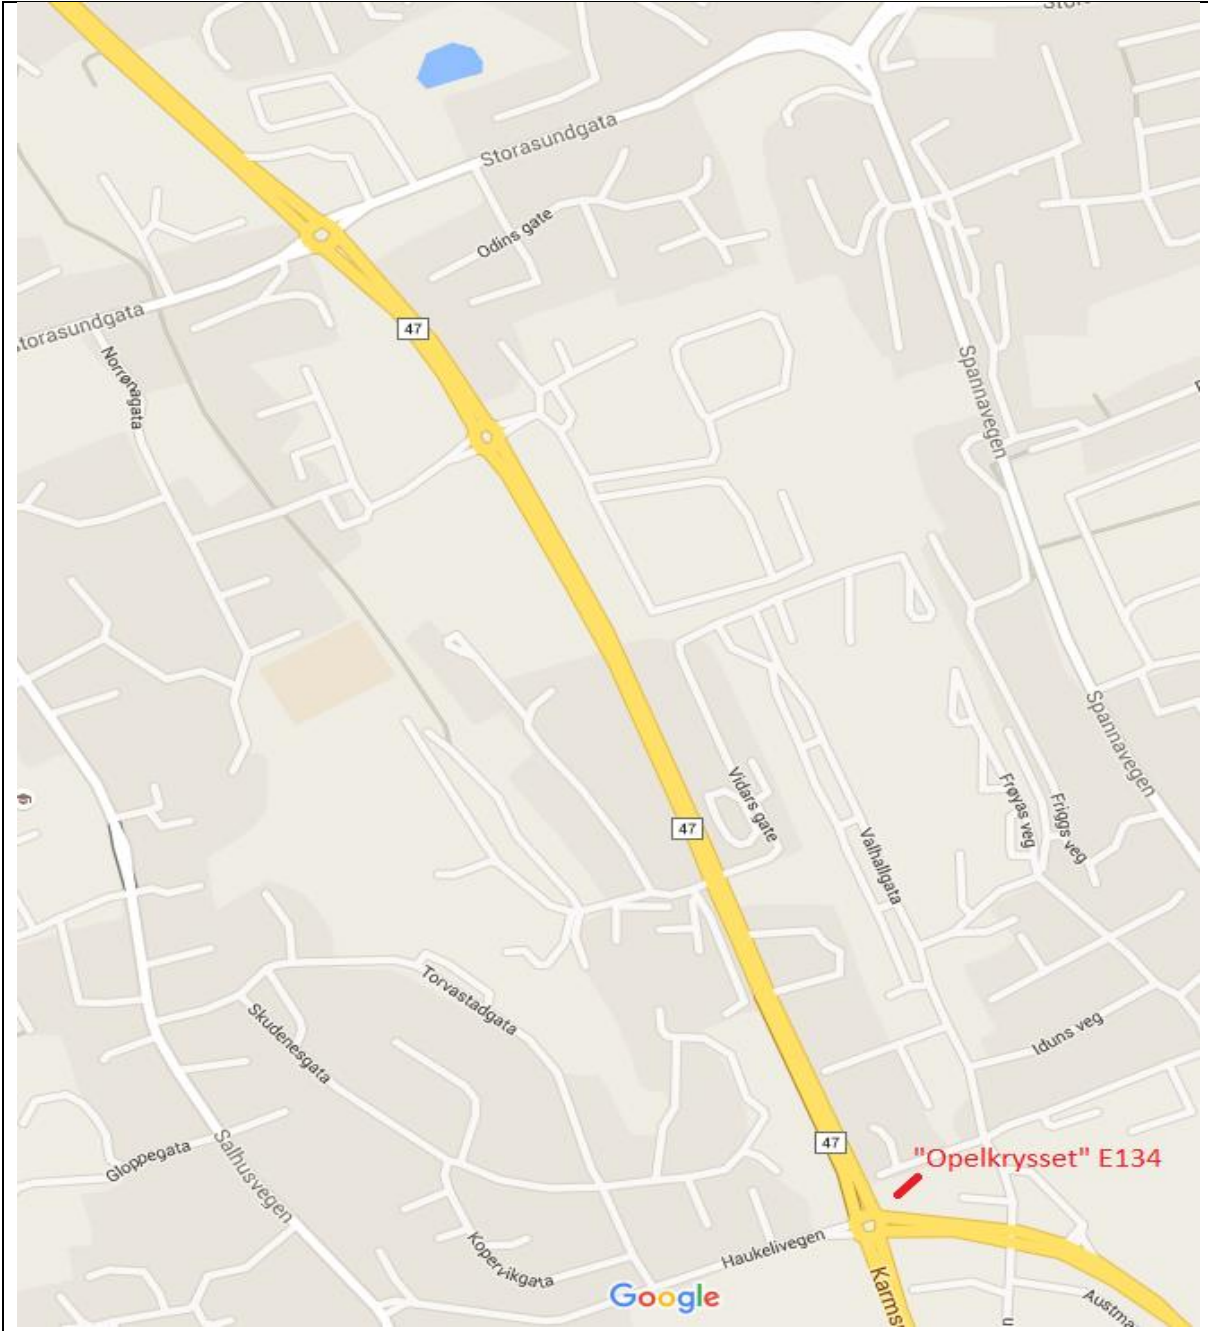 Storasundgata
Odins gate
47
Norrønagata
Spannavegen
Spannavegen
Vidars gate
47
Valhallgata
Frøyas veg
Friggs veg
Torvastadgata
Skudenesgata
Iduns veg
47
"Opelkrysset" E134
Gloppegata
Salhusvegen
Kopervikgata
Haukelivegen
Google